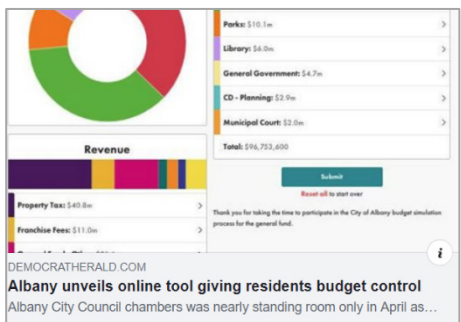 Parks: $10.1m
Library: $6.0m
General Government: $4.7m
CD - Planning: $2.9m
Municipal Court: $2.0m
Total: $96,753,600
Submit
Reset all to start over
Thank you for taking the time to participate in the City of Albany budget simulation
process for the general fund.
Revenue
Property Tax: $40.8m
Franchise Fees: $11.0m
i
DEMOCRATHERALD.COM
Albany unveils online tool giving residents budget control
Albany City Council chambers was nearly standing room only in April as…